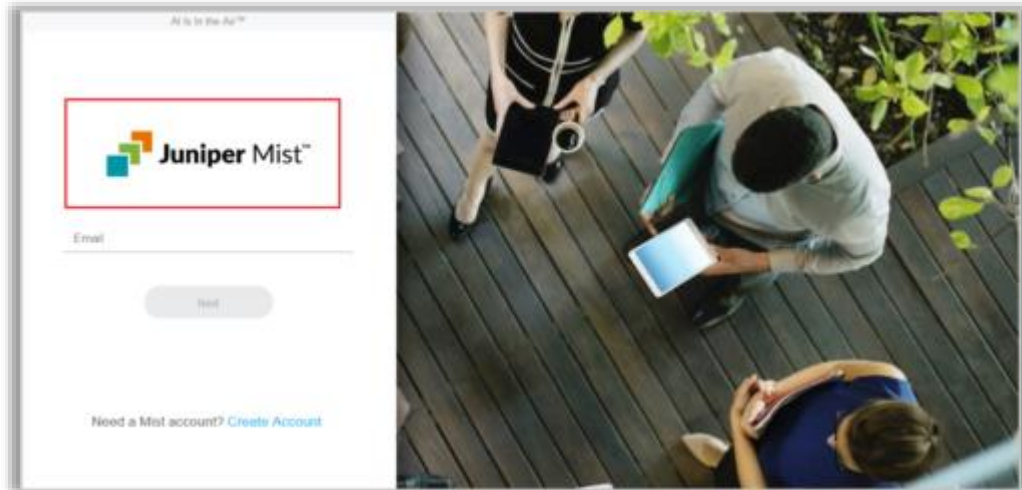 AI is in the Air™
Juniper Mist™
Email
Next
Need a Mist account? Create Account